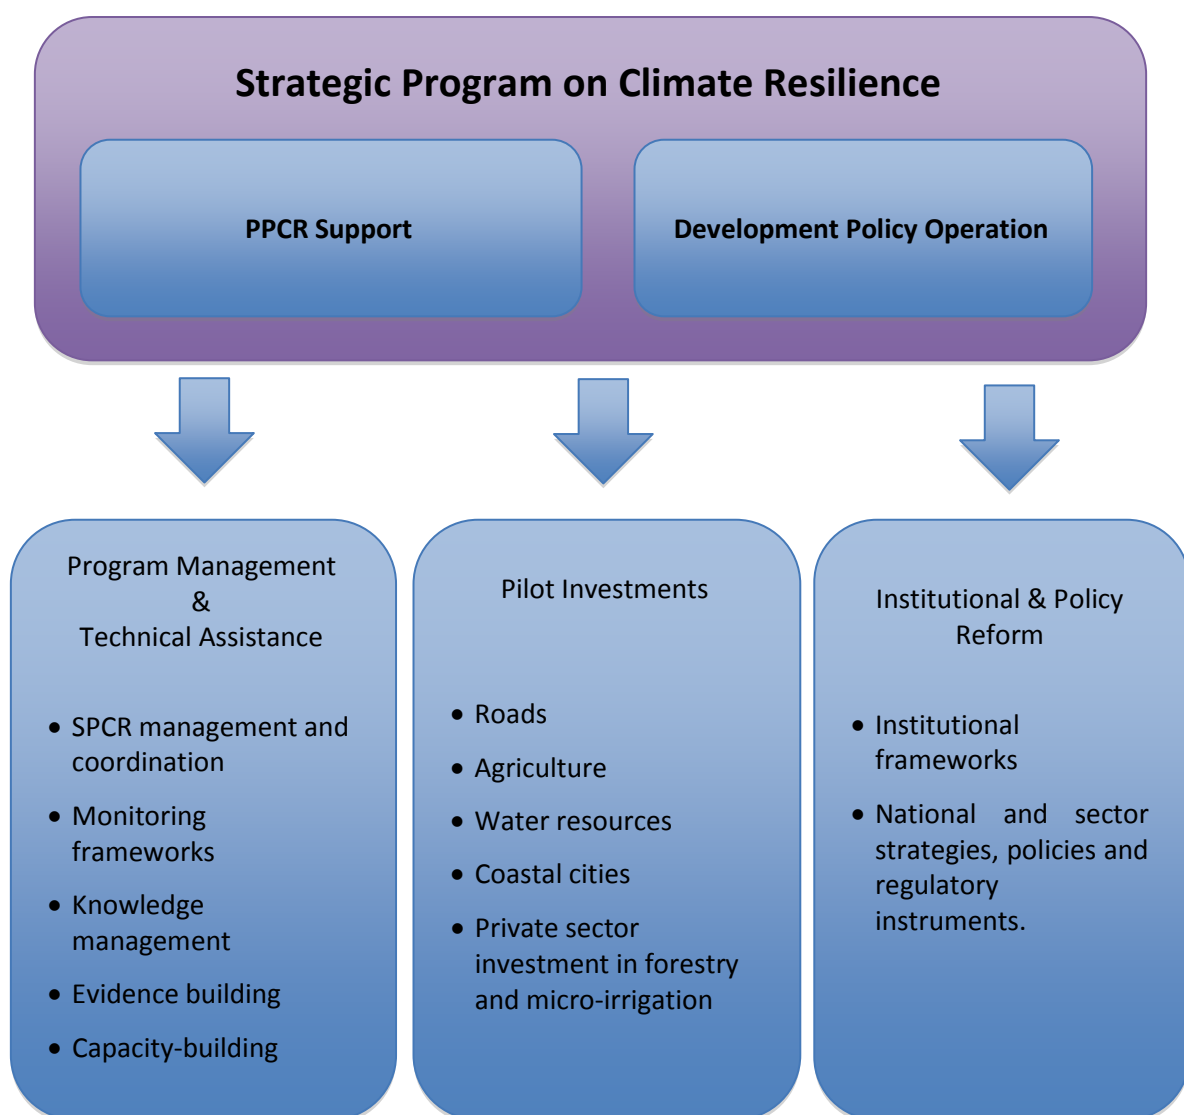 Strategic Program on Climate Resilience
PPCR Support
Development Policy Operation
Program Management
&
Technical Assistance
• SPCR management and
coordination
• Monitoring
frameworks
• Knowledge
management
• Evidence building
• Capacity-building
Pilot Investments
• Roads
• Agriculture
• Water resources
• Coastal cities
• Private sector
investment in forestry
and micro-irrigation
Institutional & Policy
Reform
• Institutional
frameworks
• National and sector
strategies, policies and
regulatory
instruments.